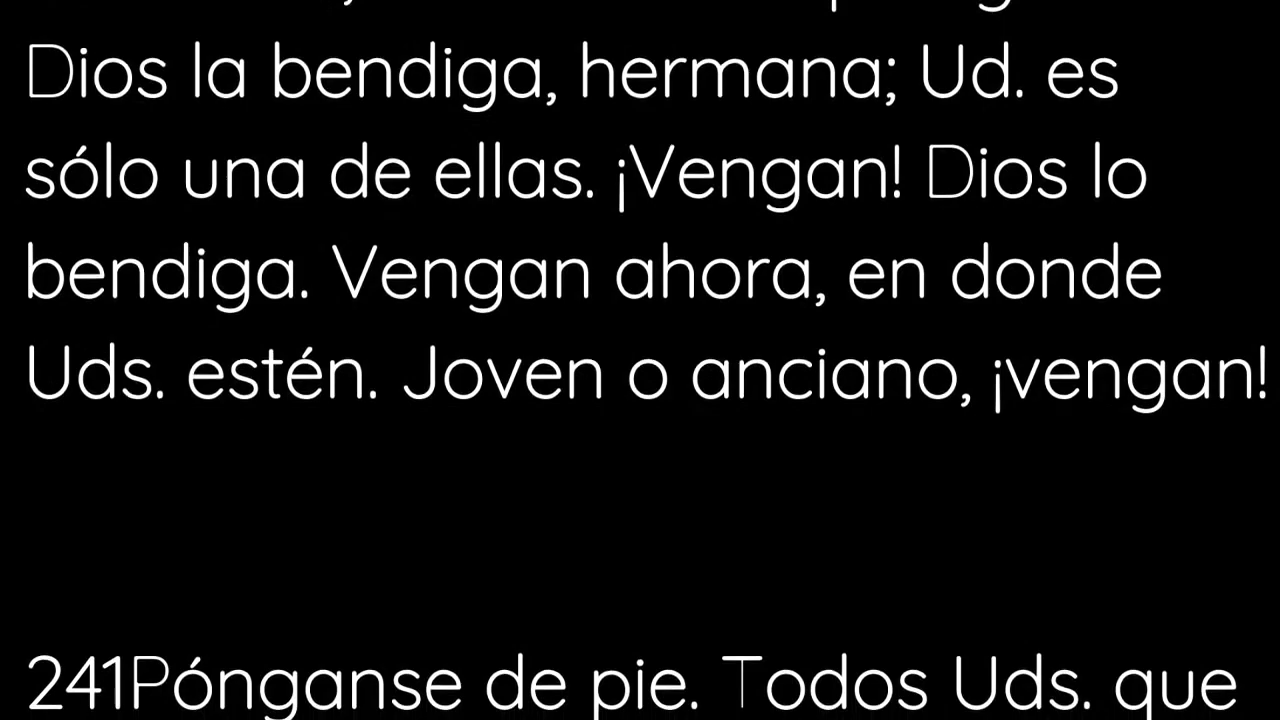 Dios la bendiga, hermana; Ud. es
sólo una de ellas. ¡Vengan! Dios lo
bendiga. Vengan ahora, en donde
Uds. estén. Joven o anciano, ¡vengan!
241Pónganse de pie. Todos Uds. que